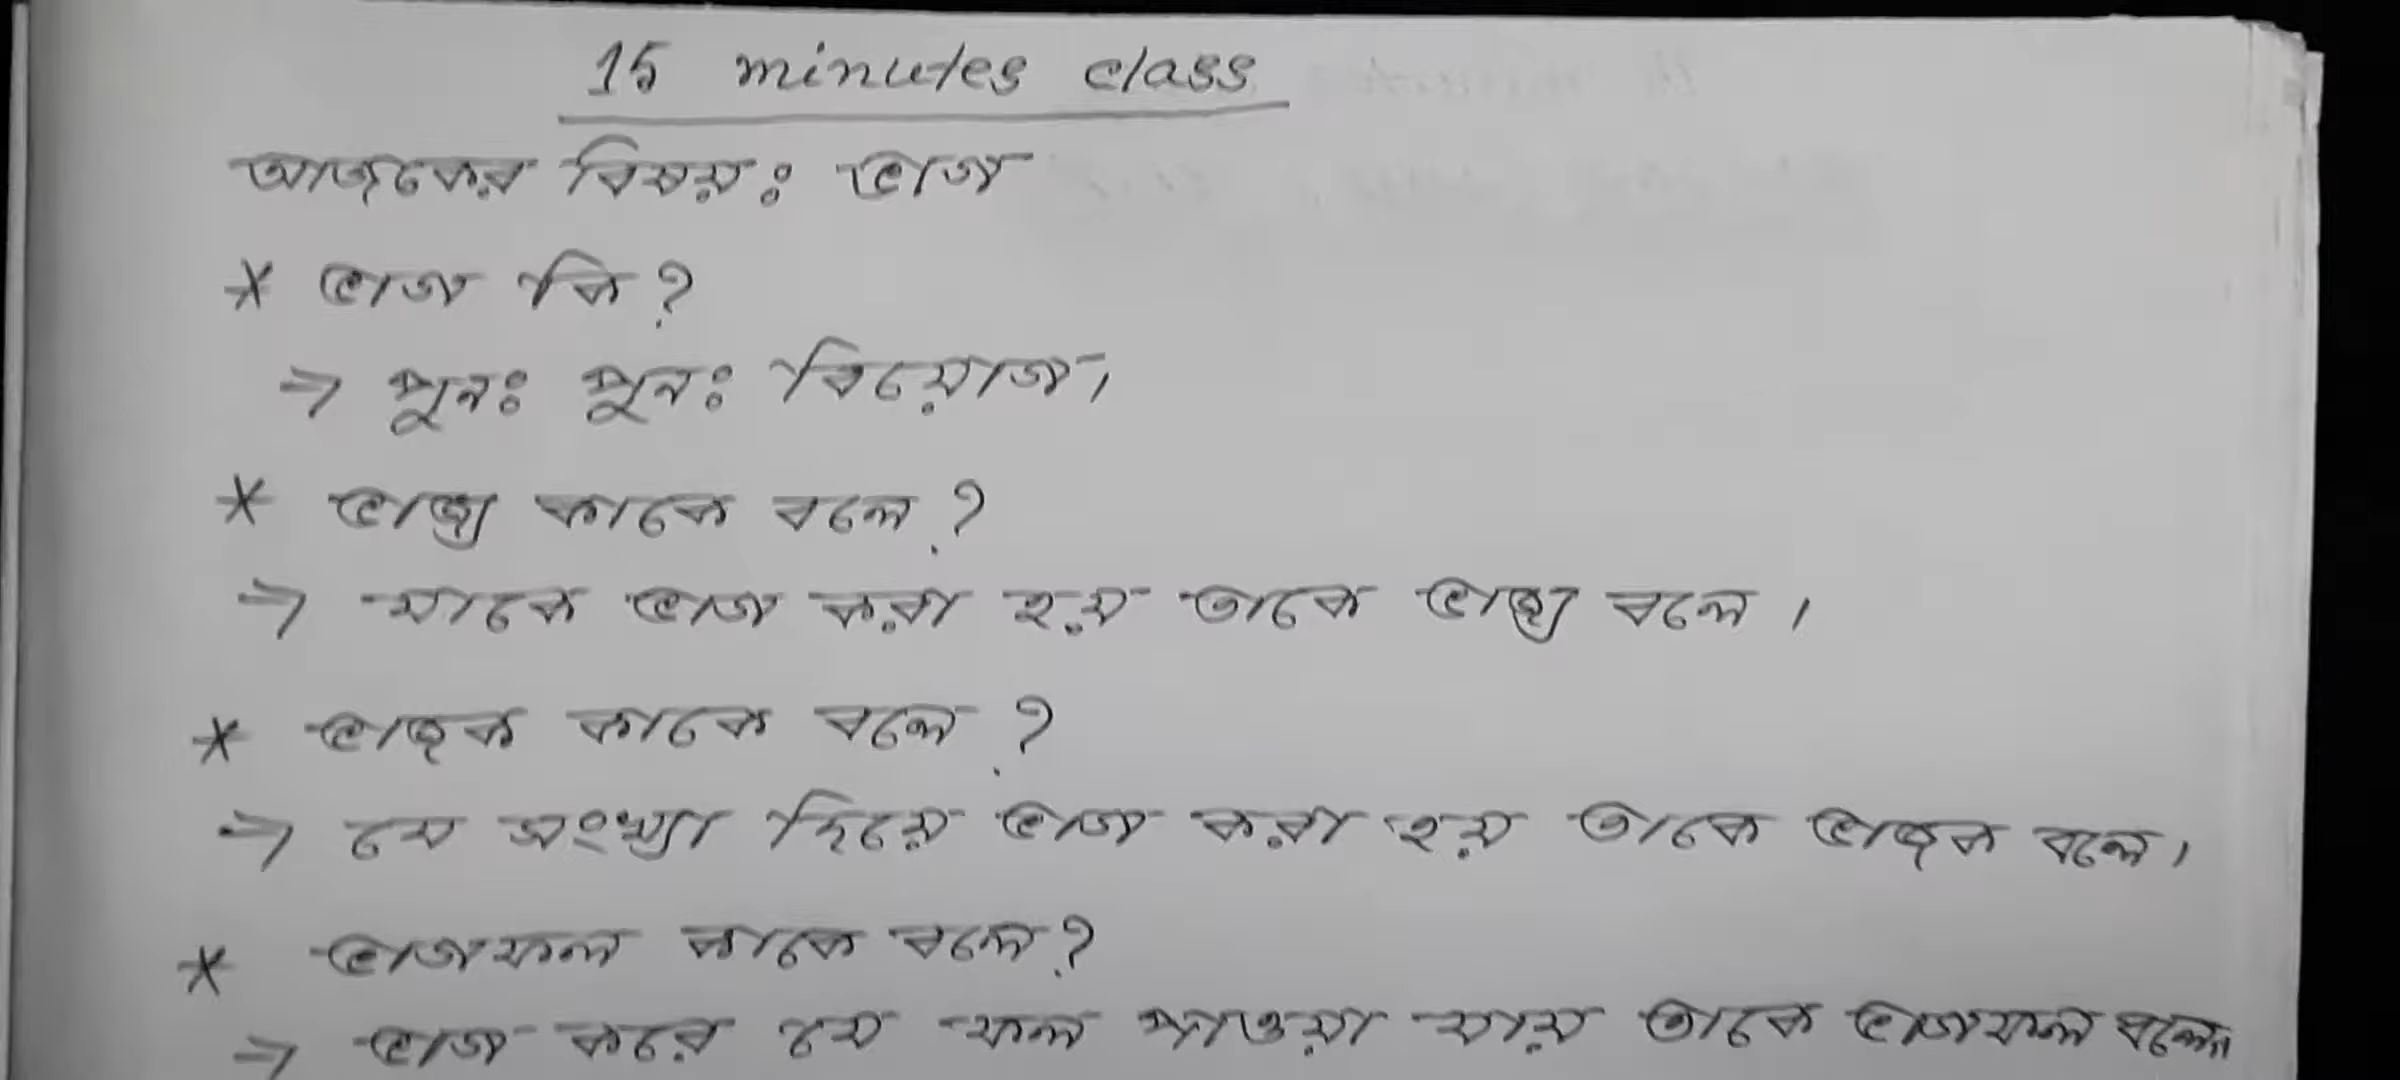 15 minutes class
আজকের বিষয়ঃ ভাগ
* ভাগ কি?
→ পুনঃ পুনঃ বিয়োগ।
* ভাজ্য কাকে বলে?
→ যাকে ভাগ করা হয় তাকে ভাজ্য বলে।
* ভাজক কাকে বলে?
→ যে সংখ্যা দিয়ে ভাগ করা হয় তাকে ভাজক বলে।
* ভাগফল কাকে বলে?
→ ভাগ করে যে ফল পাওয়া যায় তাকে ভাগফল বলে।